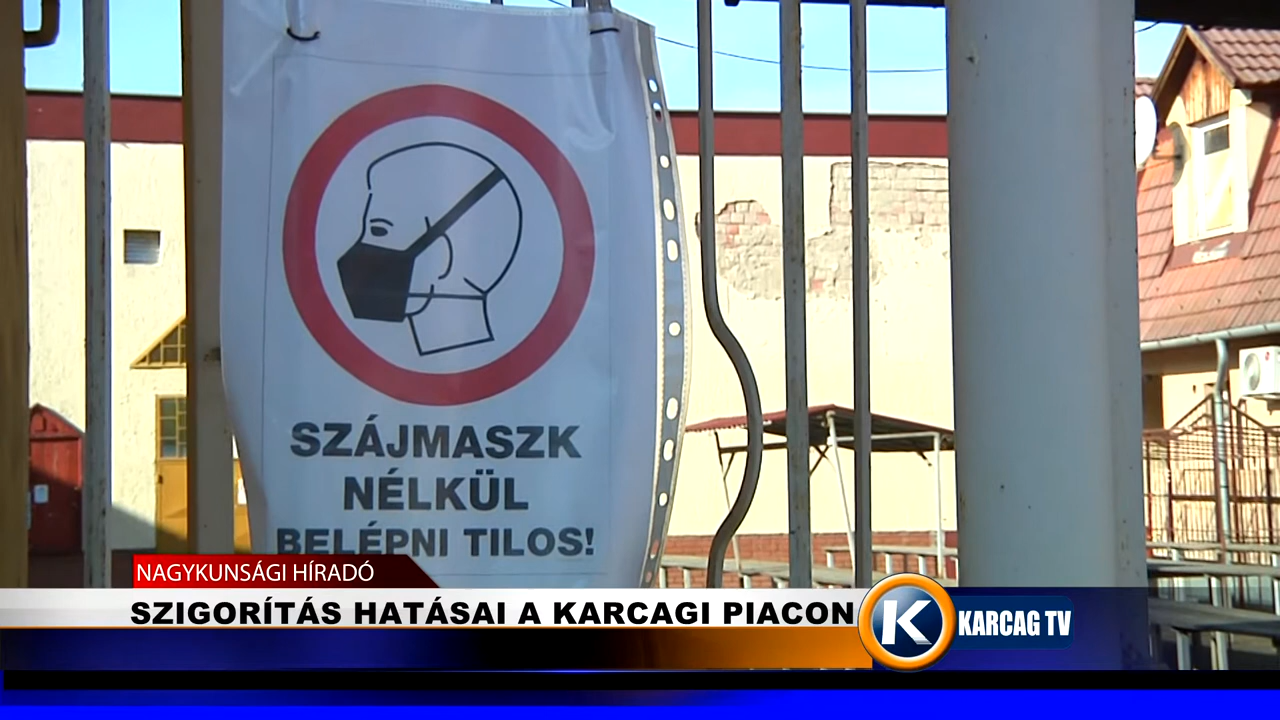 SZÁJMASZK
NÉLKÜL
BELÉPNI TILOS!
NAGYKUNSÁGI HÍRADÓ
SZIGORÍTÁS HATÁSAI A KARCAGI PIACON
K
KARCAG TV